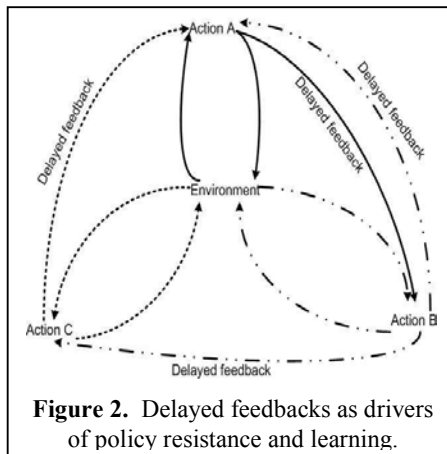 Action A
Delayed feedback
Delayed feedback
Delayed feedback
Environment
Action C
Action B
Delayed feedback
Figure 2. Delayed feedbacks as drivers
of policy resistance and learning.